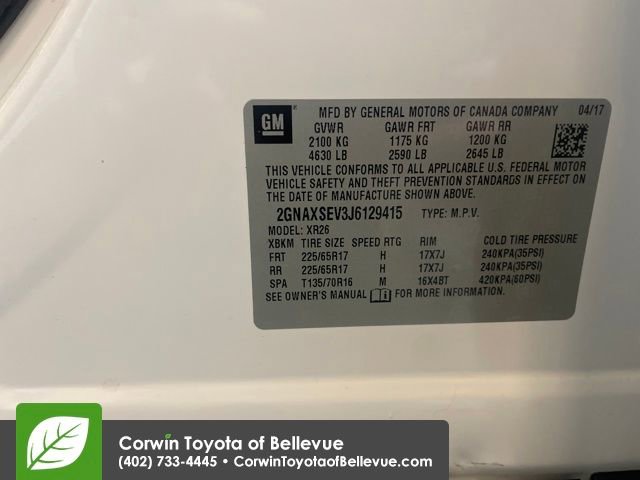 GM
MFD BY GENERAL MOTORS OF CANADA COMPANY 04/17
GVWR GAWR FRT GAWR RR
2100 KG 1175 KG 1200 KG
4630 LB 2590 LB 2645 LB
THIS VEHICLE CONFORMS TO ALL APPLICABLE U.S. FEDERAL MOTOR
VEHICLE SAFETY AND THEFT PREVENTION STANDARDS IN EFFECT ON
THE DATE OF MANUFACTURE SHOWN ABOVE.
2GNAXSEV3J6129415 TYPE: M.P.V.
MODEL: XR26
XBKM TIRE SIZE SPEED RTG RIM COLD TIRE PRESSURE
FRT 225/65R17 H 17X7J 240KPA(35PSI)
RR 225/65R17 H 17X7J 240KPA(35PSI)
SPA T135/70R16 M 16X4BT 420KPA(60PSI)
SEE OWNER'S MANUAL FOR MORE INFORMATION.
Corwin Toyota of Bellevue
(402) 733-4445 • CorwinToyotaofBellevue.com